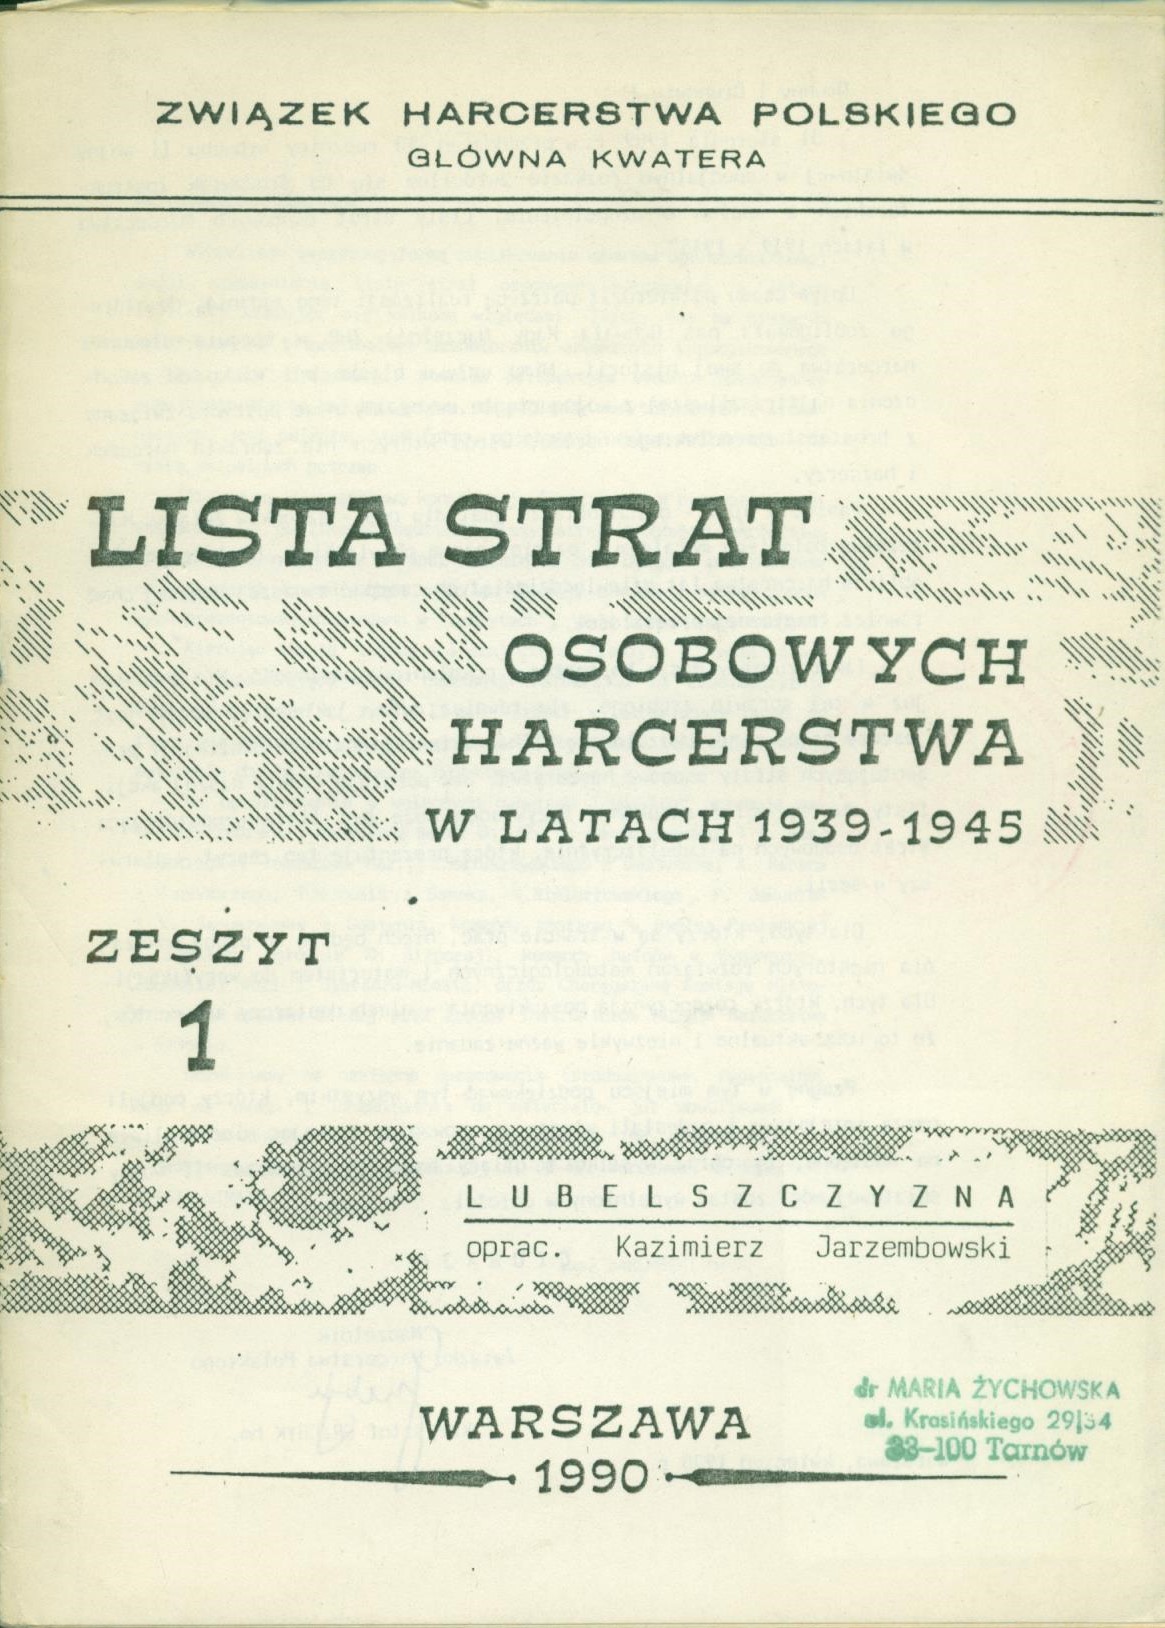 ZWIĄZEK HARCERSTWA POLSKIEGO
GŁÓWNA KWATERA
LISTA STRAT
OSOBOWYCH
HARCERSTWA
W LATACH 1939-1945
ZESZYT
1
LUBELSZCZYZNA
oprac. Kazimierz Jarzembowski
dr MARIA ŻYCHOWSKA
ul. Krasińskiego 29/34
33-100 Tarnów
WARSZAWA
1990